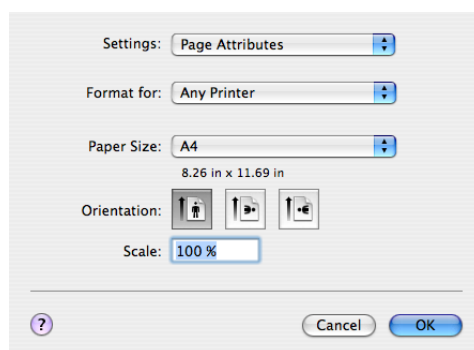 Settings: Page Attributes
Format for: Any Printer
Paper Size: A4
8.26 in x 11.69 in
Orientation:
Scale: 100 %
? Cancel OK